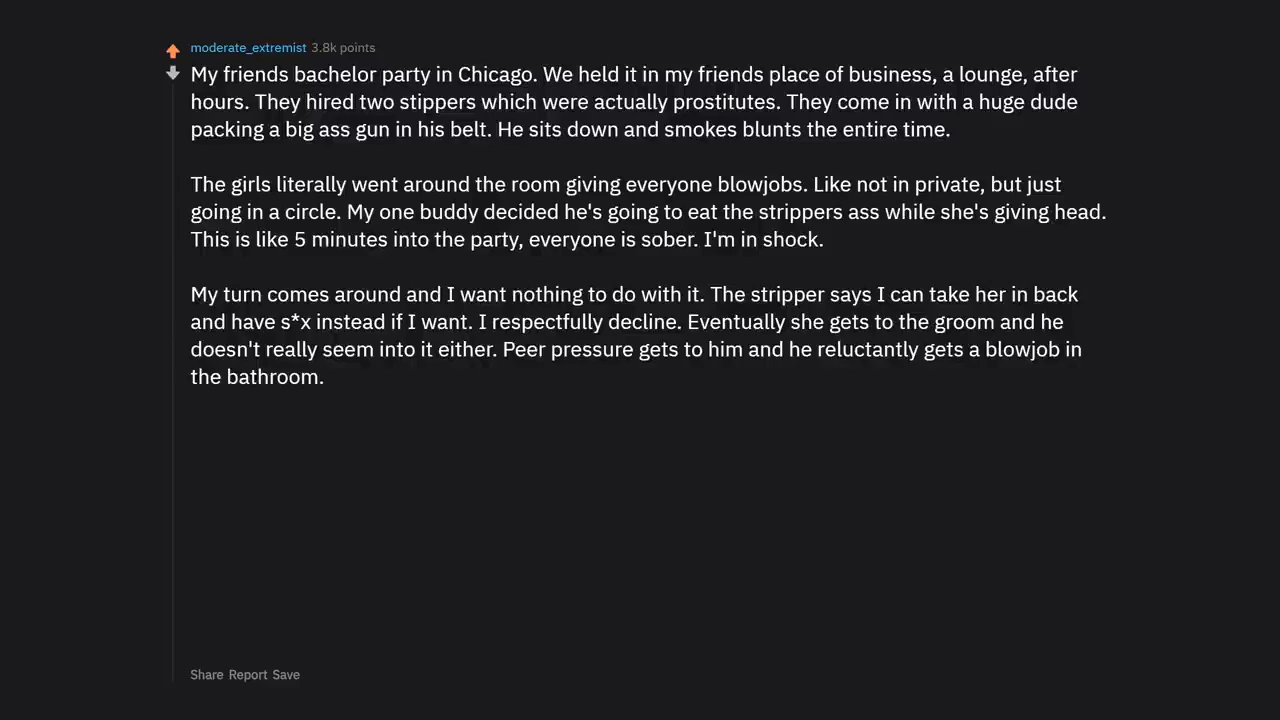 moderate_extremist 3.8k points
My friends bachelor party in Chicago. We held it in my friends place of business, a lounge, after
hours. They hired two stippers which were actually prostitutes. They come in with a huge dude
packing a big ass gun in his belt. He sits down and smokes blunts the entire time.
The girls literally went around the room giving everyone blowjobs. Like not in private, but just
going in a circle. My one buddy decided he's going to eat the strippers ass while she's giving head.
This is like 5 minutes into the party, everyone is sober. I'm in shock.
My turn comes around and I want nothing to do with it. The stripper says I can take her in back
and have s*x instead if I want. I respectfully decline. Eventually she gets to the groom and he
doesn't really seem into it either. Peer pressure gets to him and he reluctantly gets a blowjob in
the bathroom.
Share Report Save